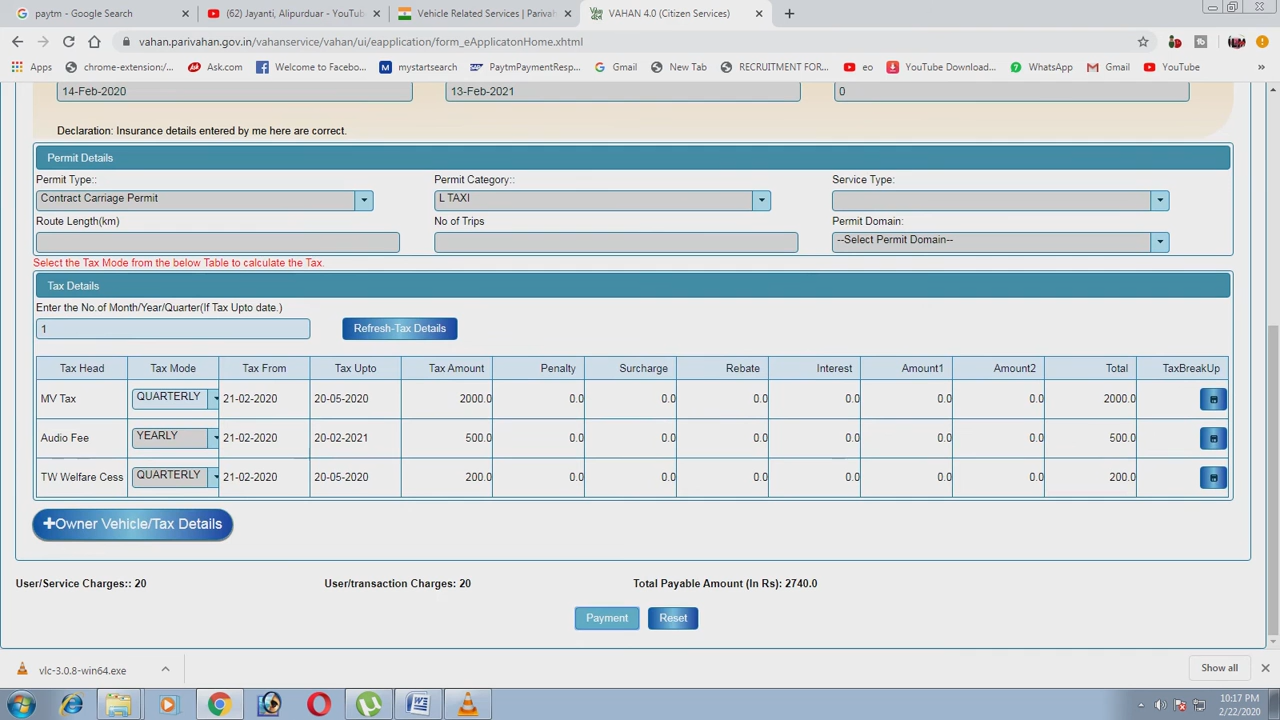 paytm - Google Search
(62) Jayanti, Alipurduar - YouTub
Vehicle Related Services | Parivah
VAHAN 4.0 (Citizen Services)
vahan.parivahan.gov.in/vahanservice/vahan/ui/eapplication/form_eApplicatonHome.xhtml
Apps
chrome-extension:/...
Ask.com
Welcome to Facebo...
mystartsearch
PaytmPaymentResp...
Gmail
New Tab
RECRUITMENT FOR...
eo
YouTube Download...
WhatsApp
Gmail
YouTube
14-Feb-2020 13-Feb-2021 0
Declaration: Insurance details entered by me here are correct.
Permit Details
Permit Type:: Permit Category:: Service Type:
Contract Carriage Permit L TAXI
Route Length(km) No of Trips Permit Domain:
--Select Permit Domain--
Select the Tax Mode from the below Table to calculate the Tax.
Tax Details
Enter the No.of Month/Year/Quarter(If Tax Upto date.)
1 Refresh-Tax Details
Tax Head Tax Mode Tax From Tax Upto Tax Amount Penalty Surcharge Rebate Interest Amount1 Amount2 Total TaxBreakUp
MV Tax QUARTERLY 21-02-2020 20-05-2020 2000.0 0.0 0.0 0.0 0.0 0.0 0.0 2000.0
Audio Fee YEARLY 21-02-2020 20-02-2021 500.0 0.0 0.0 0.0 0.0 0.0 0.0 500.0
TW Welfare Cess QUARTERLY 21-02-2020 20-05-2020 200.0 0.0 0.0 0.0 0.0 0.0 0.0 200.0
+Owner Vehicle/Tax Details
User/Service Charges:: 20 User/transaction Charges: 20 Total Payable Amount (In Rs): 2740.0
Payment Reset
vlc-3.0.8-win64.exe Show all
10:17 PM
2/22/2020